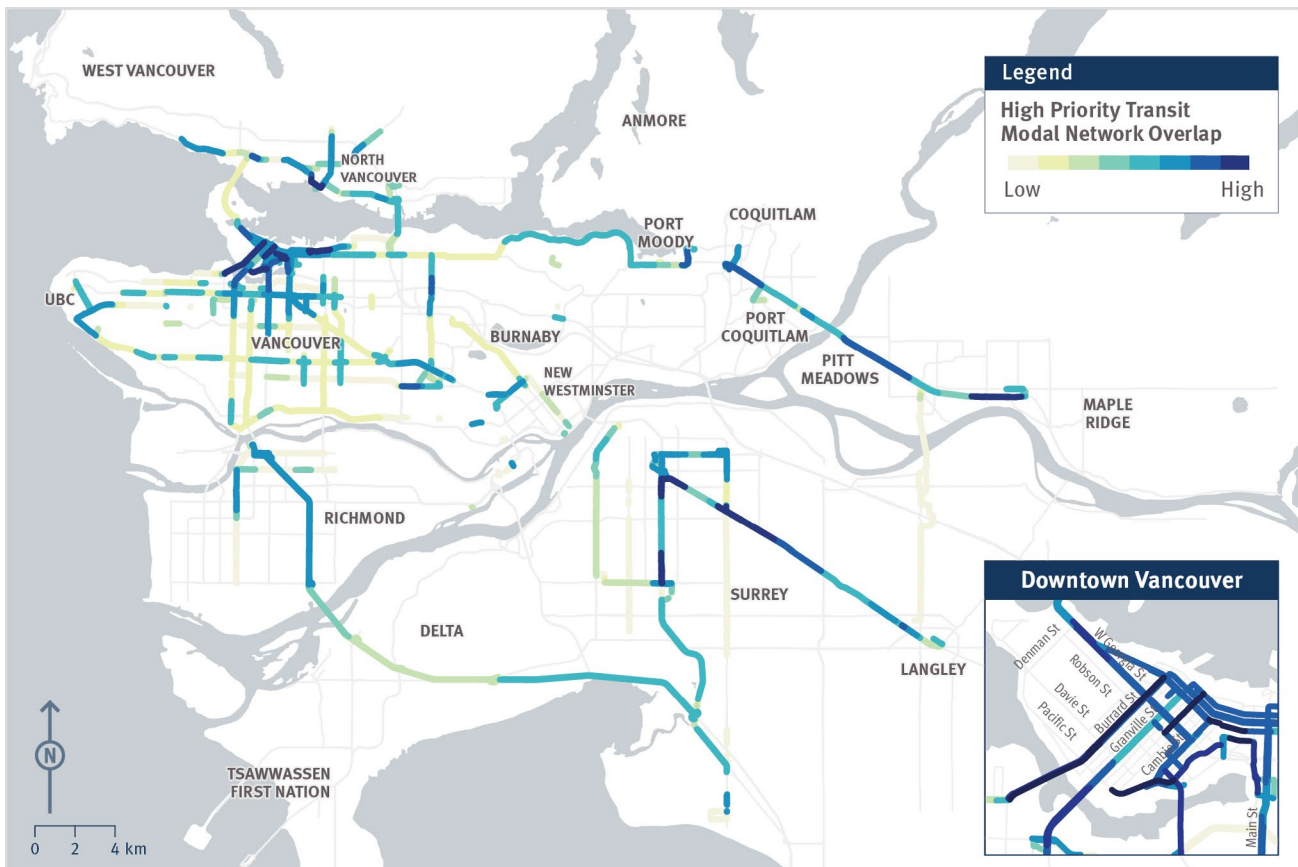 WEST VANCOUVER
ANMORE
NORTH
VANCOUVER
PORT
MOODY
COQUITLAM
UBC
VANCOUVER
BURNABY
PORT
COQUITLAM
NEW
WESTMINSTER
PITT
MEADOWS
MAPLE
RIDGE
RICHMOND
SURREY
DELTA
LANGLEY
TSAWWASSEN
FIRST NATION
N
0 2 4 km
Legend
High Priority Transit
Modal Network Overlap
Low High
Downtown Vancouver
Denman St
W Georgia St
Robson St
Davie St
Burrard St
Pacific St
Granville St
Cambie St
Main St